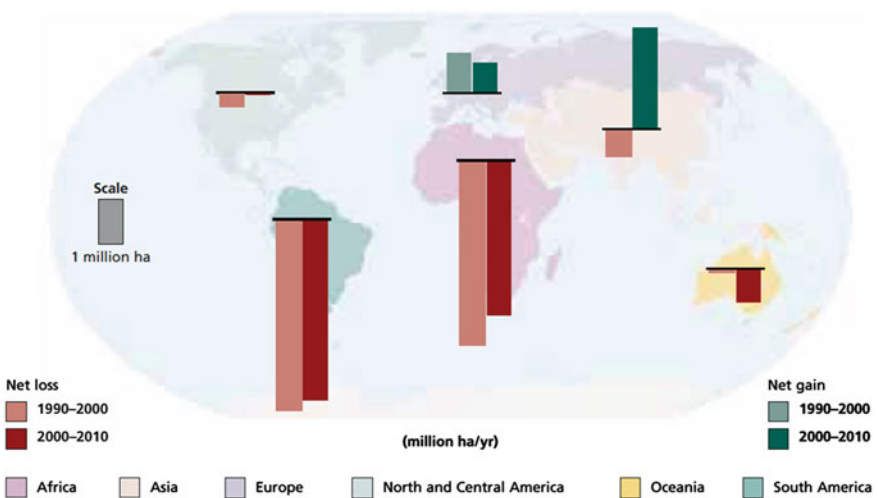 Scale
1 million ha
Net loss
1990–2000
2000–2010
(million ha/yr)
Net gain
1990–2000
2000–2010
Africa
Asia
Europe
North and Central America
Oceania
South America